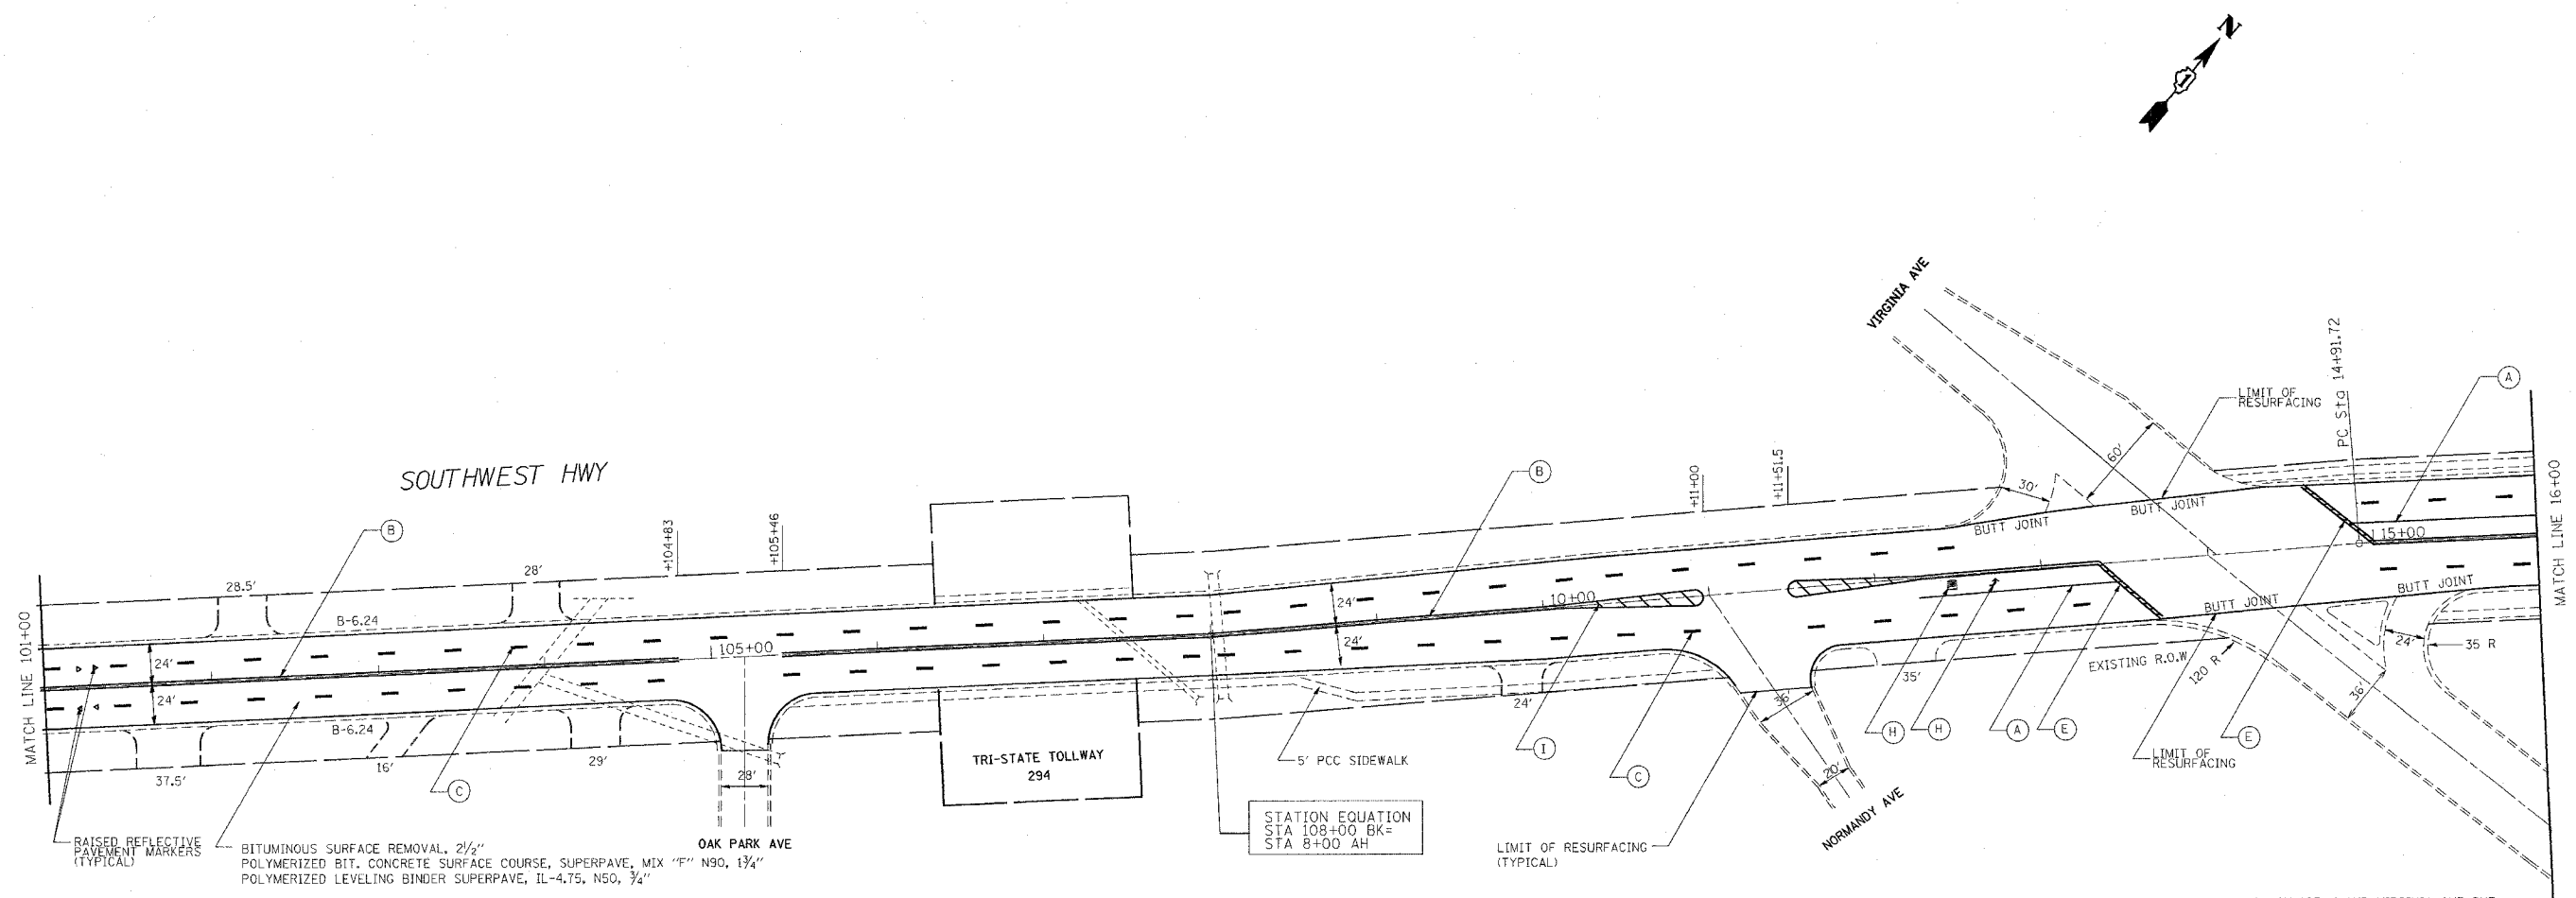 N
VIRGINIA AVE
PC Sta 14+91.72
A
LIMIT OF
RESURFACING
SOUTHWEST HWY
60'
30'
BUTT JOINT
BUTT JOINT
B
B
+104+83
+105+46
+11+00
+11+51.5
MATCH LINE 101+00
MATCH LINE 16+00
28.5'
28'
B-6.24
24'
24'
105+00
24'
24'
10+00
15+00
BUTT JOINT
BUTT JOINT
24'
35 R
36'
120 R
EXISTING R.O.W
B-6.24
37.5'
16'
29'
28'
C
TRI-STATE TOLLWAY
294
5' PCC SIDEWALK
24'
36'
35'
20'
I
C
H
H
A
E
E
LIMIT OF
RESURFACING
NORMANDY AVE
STATION EQUATION
STA 108+00 BK=
STA 8+00 AH
LIMIT OF RESURFACING
(TYPICAL)
OAK PARK AVE
RAISED REFLECTIVE
PAVEMENT MARKERS
(TYPICAL)
BITUMINOUS SURFACE REMOVAL, 2½"
POLYMERIZED BIT. CONCRETE SURFACE COURSE, SUPERPAVE, MIX "F" N90, 1¾"
POLYMERIZED LEVELING BINDER SUPERPAVE, IL-4.75, N50, ¾"